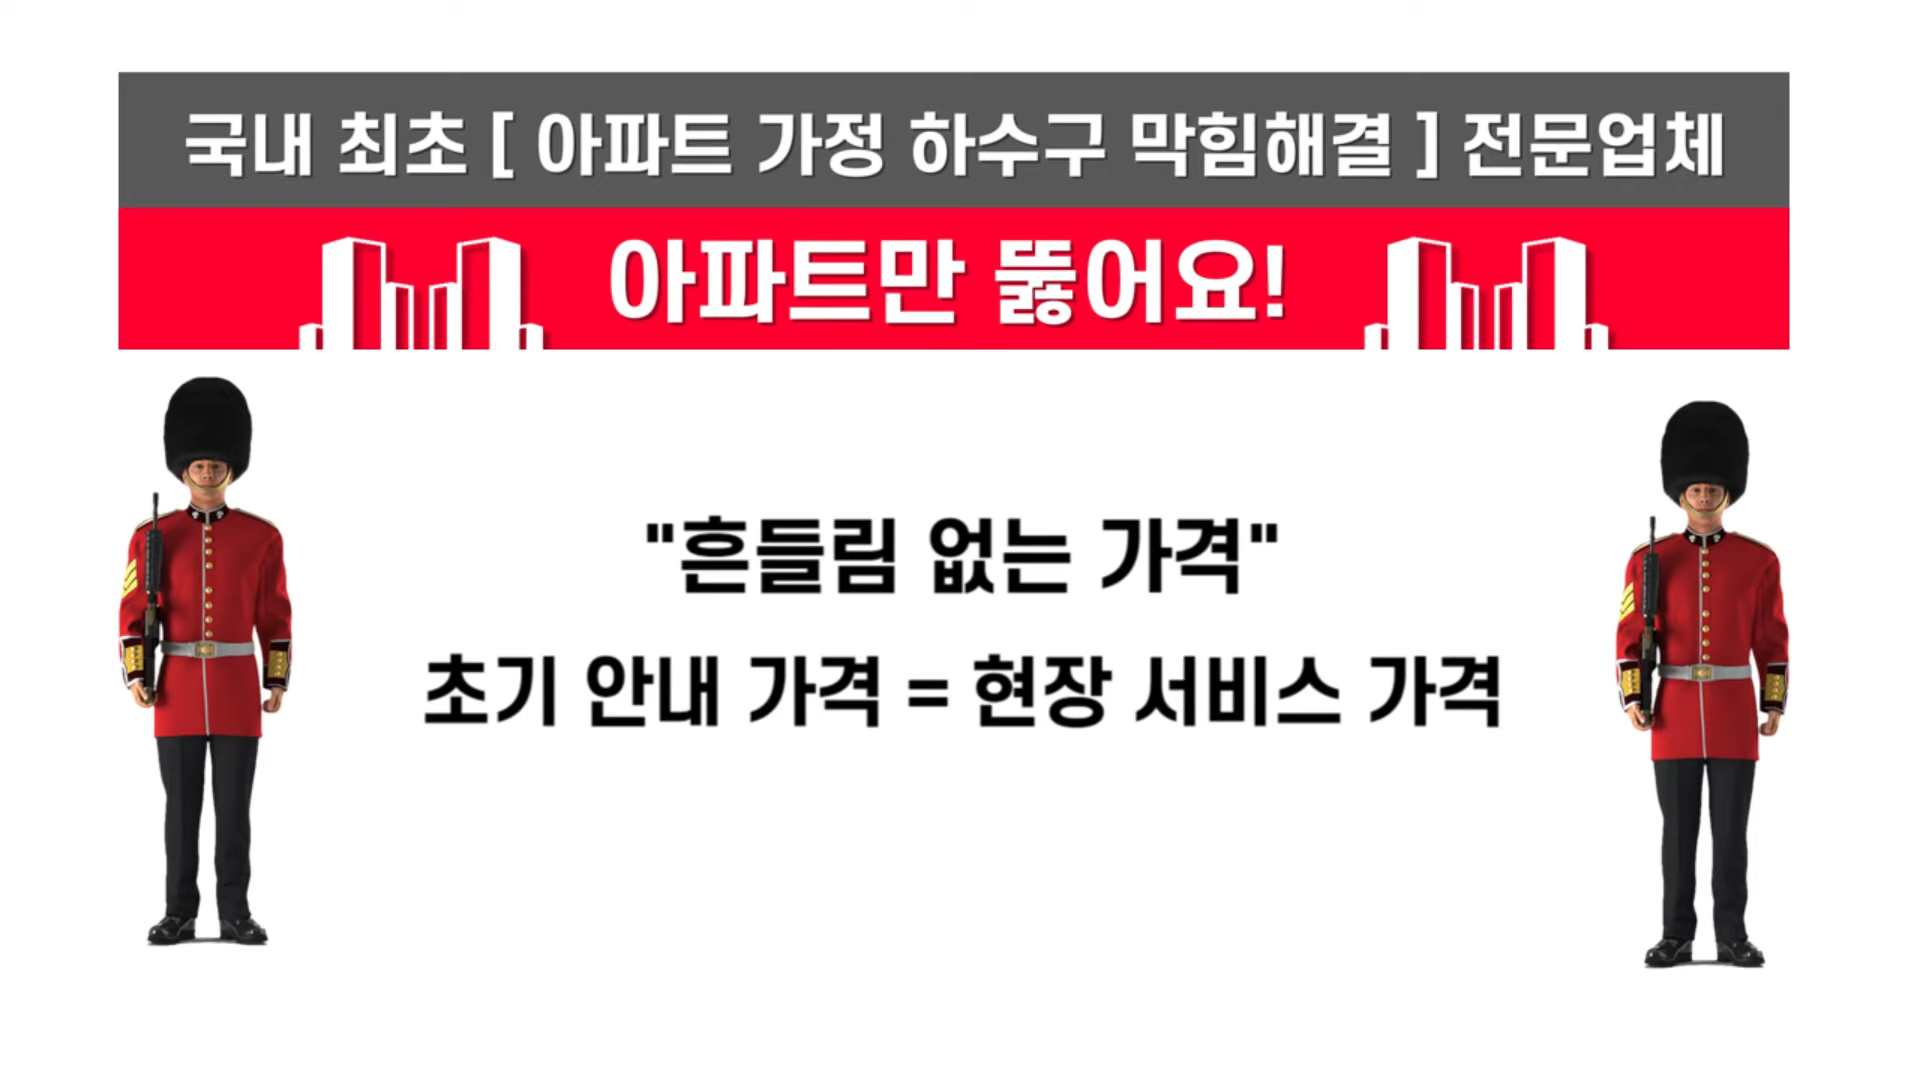 국내 최초 [ 아파트 가정 하수구 막힘해결 ] 전문업체
아파트만 뚫어요!
"흔들림 없는 가격"
초기 안내 가격 = 현장 서비스 가격